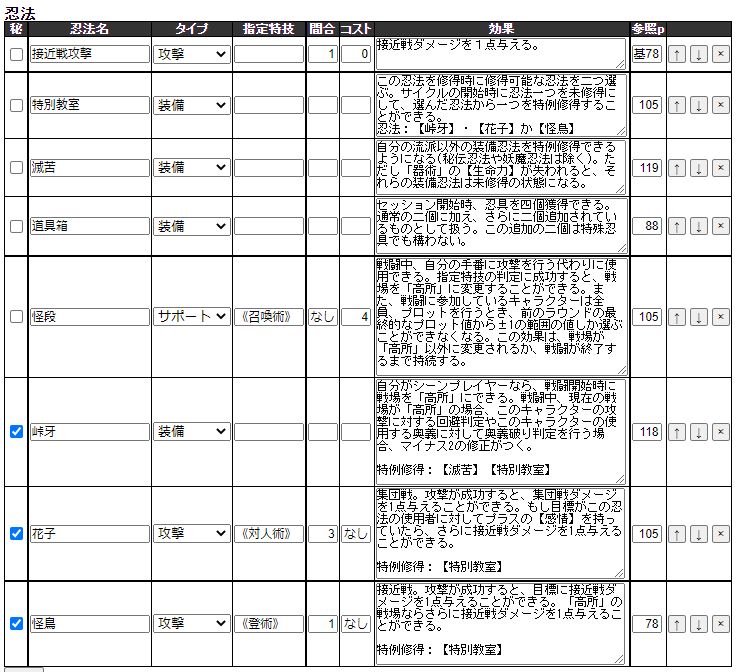 忍法
秘 忍法名 タイプ 指定特技 間合 コスト 効果 参照p
接近戦攻撃 攻撃 1 0 接近戦ダメージを１点与える。 基78 ↑ ↓ ×
特別教室 装備 この忍法を修得時に修得可能な忍法を二つ選
ぶ。サイクルの開始時に忍法一つを未修得に
して、選んだ忍法から一つを特例修得するこ
とができる。
忍法：【峠牙】・【花子】か【怪鳥】 105 ↑ ↓ ×
滅苦 装備 自分の流派以外の装備忍法を特例修得できる
ようになる(秘伝忍法や妖魔忍法は除く)。た
だし「器術」の【生命力】が失われると、そ
れらの装備忍法は未修得の状態になる。 119 ↑ ↓ ×
道具箱 装備 セッション開始時、忍具を四個獲得できる。
通常の二個に加え、さらに二個追加されてい
るものとして扱う。この追加の二個は特殊忍
具でも構わない。 88 ↑ ↓ ×
怪段 サポート 《召喚術》 なし 4 戦闘中、自分の手番に攻撃を行う代わりに使
用できる。指定特技の判定に成功すると、戦
場を「高所」に変更することができる。ま
た、戦闘に参加しているキャラクターは全
員、プロットを行うとき、前のラウンドの最
終的なプロット値から±1の範囲の値しか選ぶ
ことができなくなる。この効果は、戦場が
「高所」以外に変更されるか、戦闘が終了す
るまで持続する。 105 ↑ ↓ ×
峠牙 装備 自分がシーンプレイヤーなら、戦闘開始時に
戦場を「高所」にできる。戦闘中、現在の戦
場が「高所」の場合、このキャラクターの攻
撃に対する回避判定やこのキャラクターの使
用する奥義に対して奥義破り判定を行う場
合、マイナス2の修正がつく。
特例修得：【滅苦】【特別教室】 118 ↑ ↓ ×
花子 攻撃 《対人術》 3 なし 集団戦。攻撃が成功すると、集団戦ダメージ
を1点与えることができる。もし目標がこの忍
法の使用者に対してプラスの【感情】を持っ
ていたら、さらに接近戦ダメージを1点与える
ことができる。
特例修得：【特別教室】 105 ↑ ↓ ×
怪鳥 攻撃 《登術》 1 なし 接近戦。攻撃が成功すると、目標に接近戦ダ
メージを1点与えることができる。「高所」の
戦場ならさらに接近戦ダメージを1点与えるこ
とができる。
特例修得：【特別教室】 78 ↑ ↓ ×